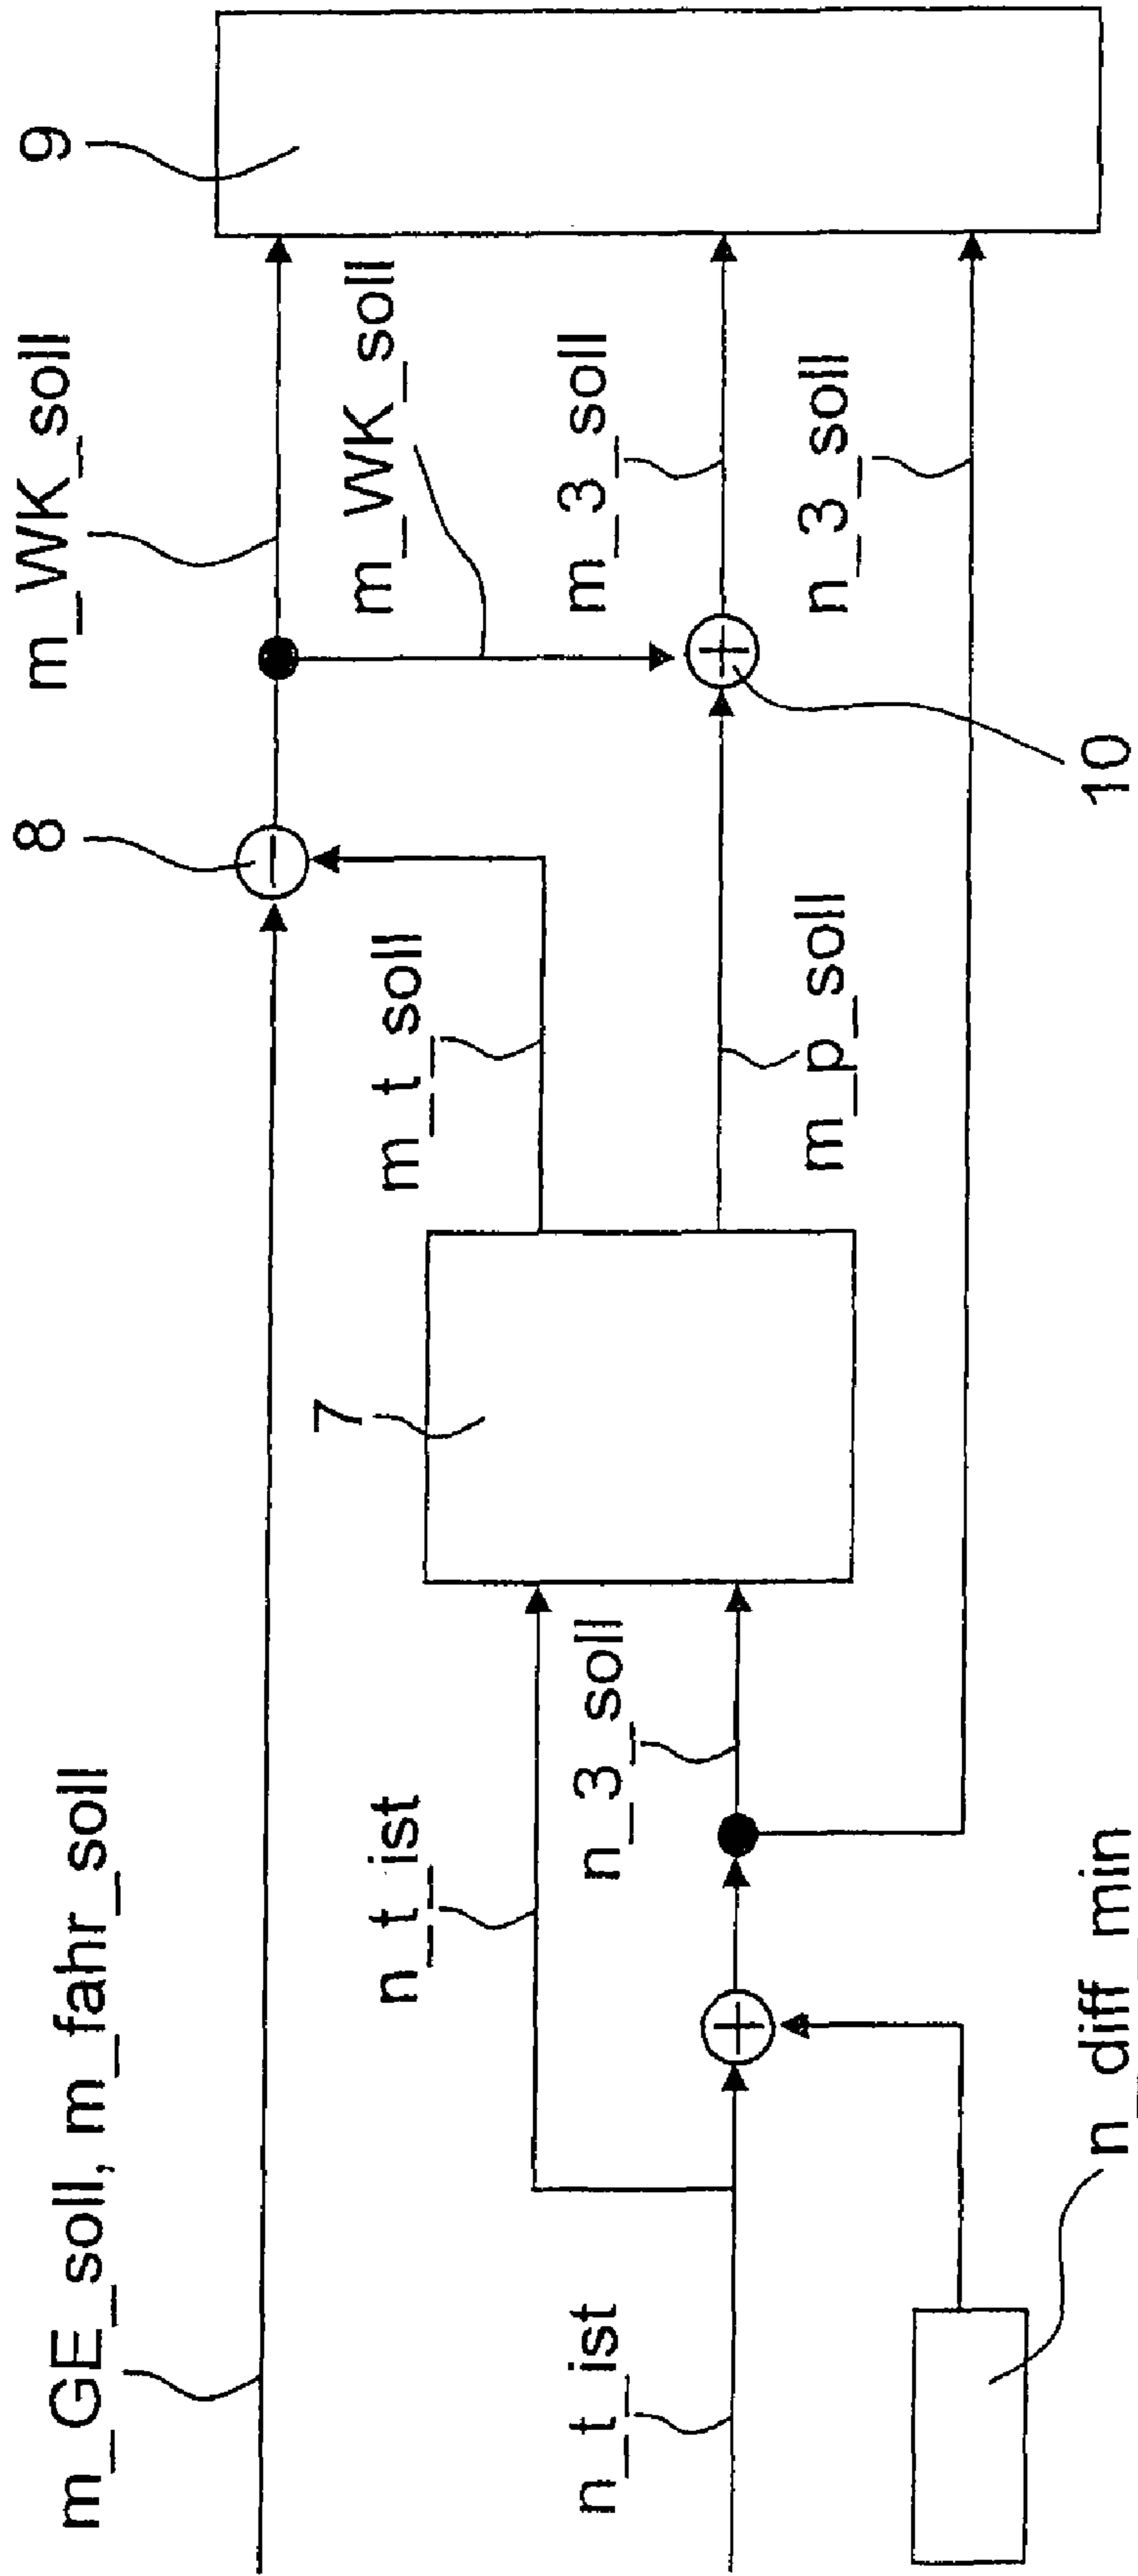 m_GE_soll, m_fahr_soll
8
m_WK_soll
9
m_WK_soll
n_t_ist
7
m_t_soll
m_3_soll
n_t_ist
n_3_soll
m_p_soll
n_3_soll
n_diff_min
10